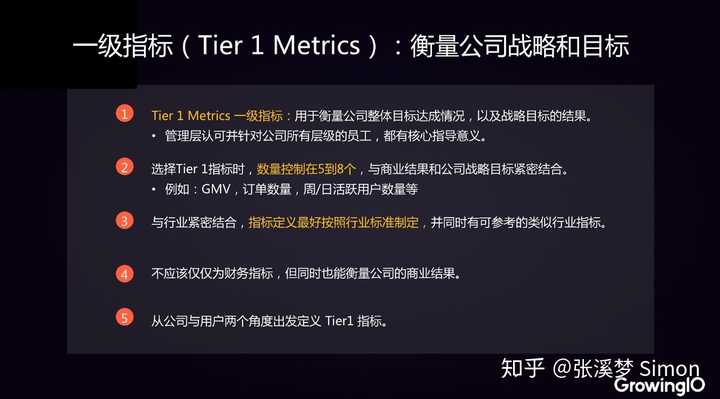 一级指标（Tier 1 Metrics）：衡量公司战略和目标
1 Tier 1 Metrics 一级指标：用于衡量公司整体目标达成情况，以及战略目标的结果。
• 管理层认可并针对公司所有层级的员工，都有核心指导意义。
2 选择Tier 1指标时，数量控制在5到8个，与商业结果和公司战略目标紧密结合。
• 例如：GMV，订单数量，周/日活跃用户数量等
3 与行业紧密结合，指标定义最好按照行业标准制定，并同时有可参考的类似行业指标。
4 不应该仅仅为财务指标，但同时也能衡量公司的商业结果。
5 从公司与用户两个角度出发定义 Tier1 指标。
知乎 @张溪梦 Simon
GrowingIO